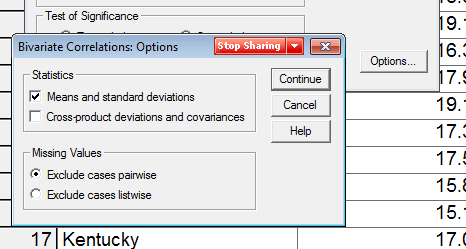 Test of Significance
19.1
16.3
Bivariate Correlations: Options
Stop Sharing
Options...
17.9
Statistics
Means and standard deviations
Cross-product deviations and covariances
Continue
Cancel
Help
19.1
17.3
17.5
Missing Values
Exclude cases pairwise
Exclude cases listwise
15.8
15.1
17 Kentucky 17.0